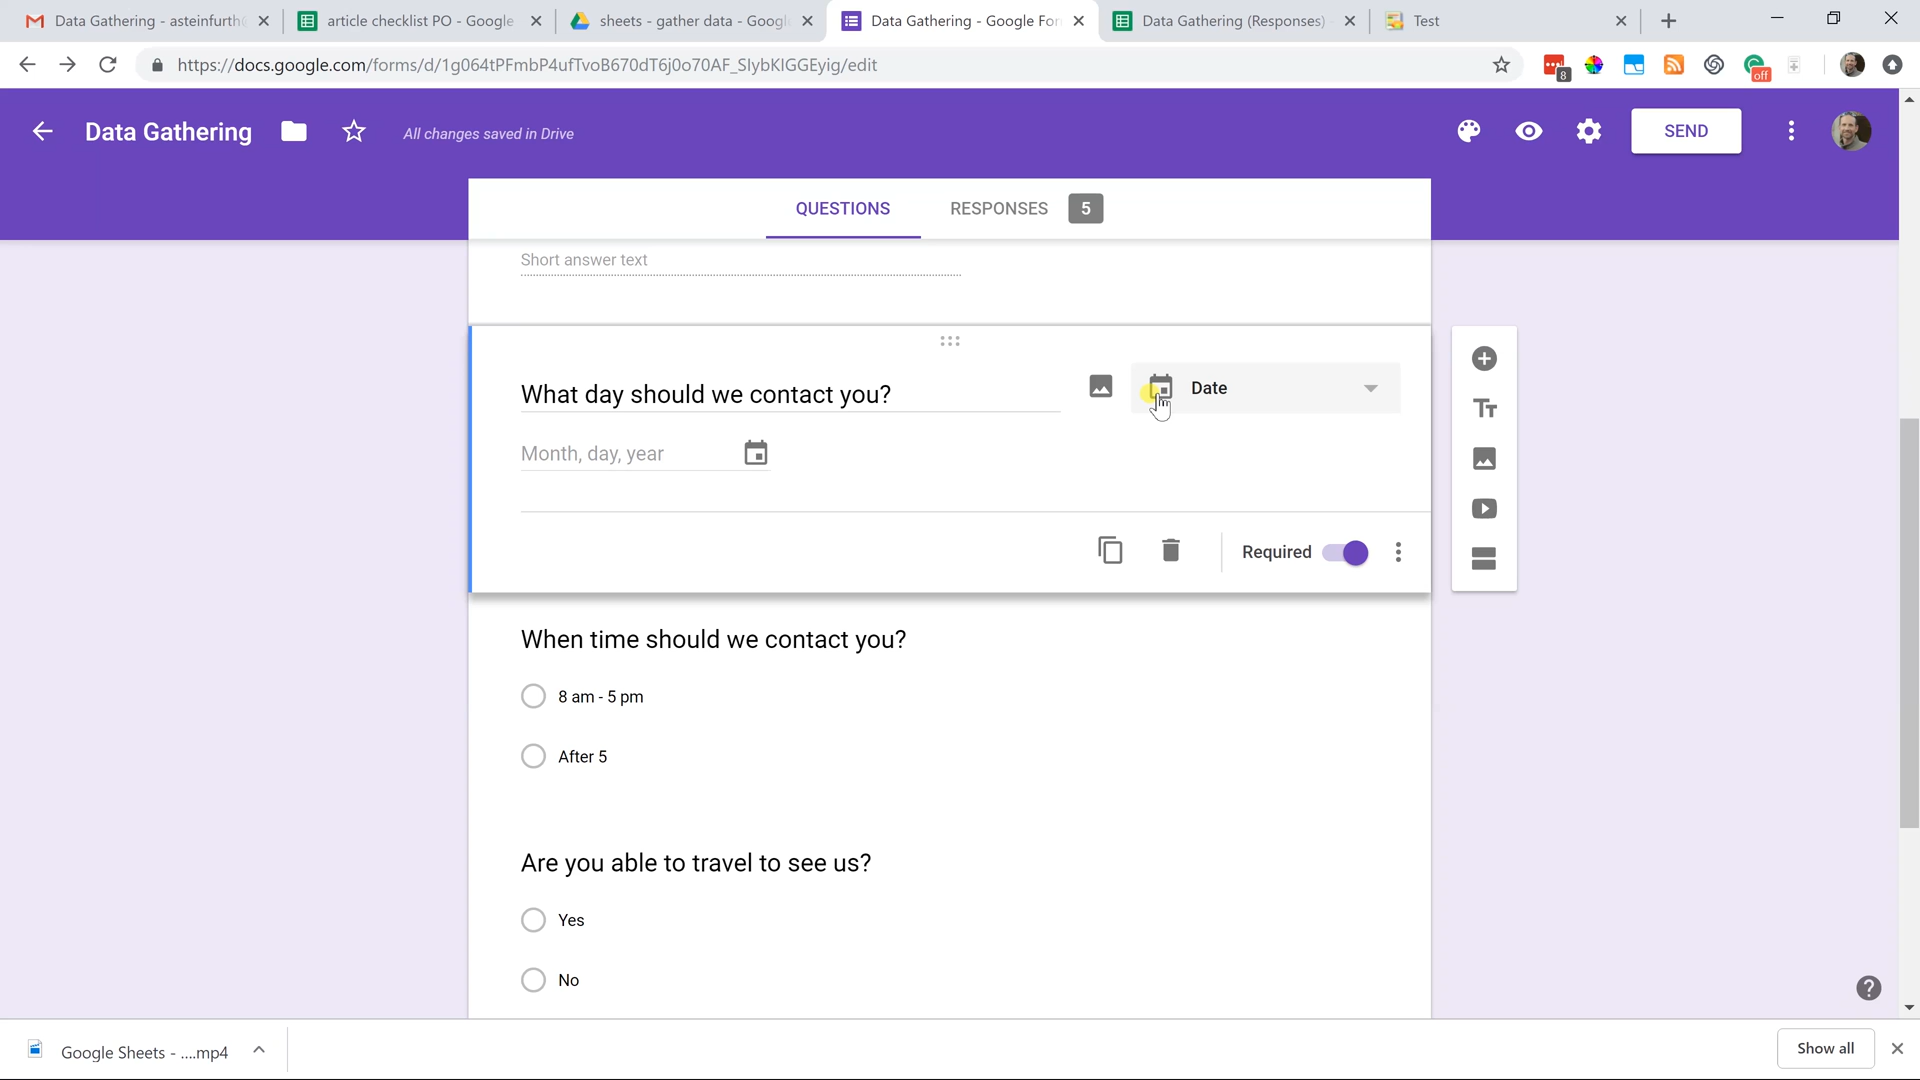 Data Gathering - asteinfurth
article checklist PO - Google
sheets - gather data - Googl
Data Gathering - Google For
Data Gathering (Responses)
Test
https://docs.google.com/forms/d/1g064tPFmbP4ufTvoB670dT6j0o70AF_SlybKIGGEyig/edit
8
off
Data Gathering
All changes saved in Drive
SEND
QUESTIONS
RESPONSES
5
Short answer text
What day should we contact you?
Date
Month, day, year
Required
When time should we contact you?
8 am - 5 pm
After 5
Are you able to travel to see us?
Yes
No
Google Sheets - ....mp4
Show all